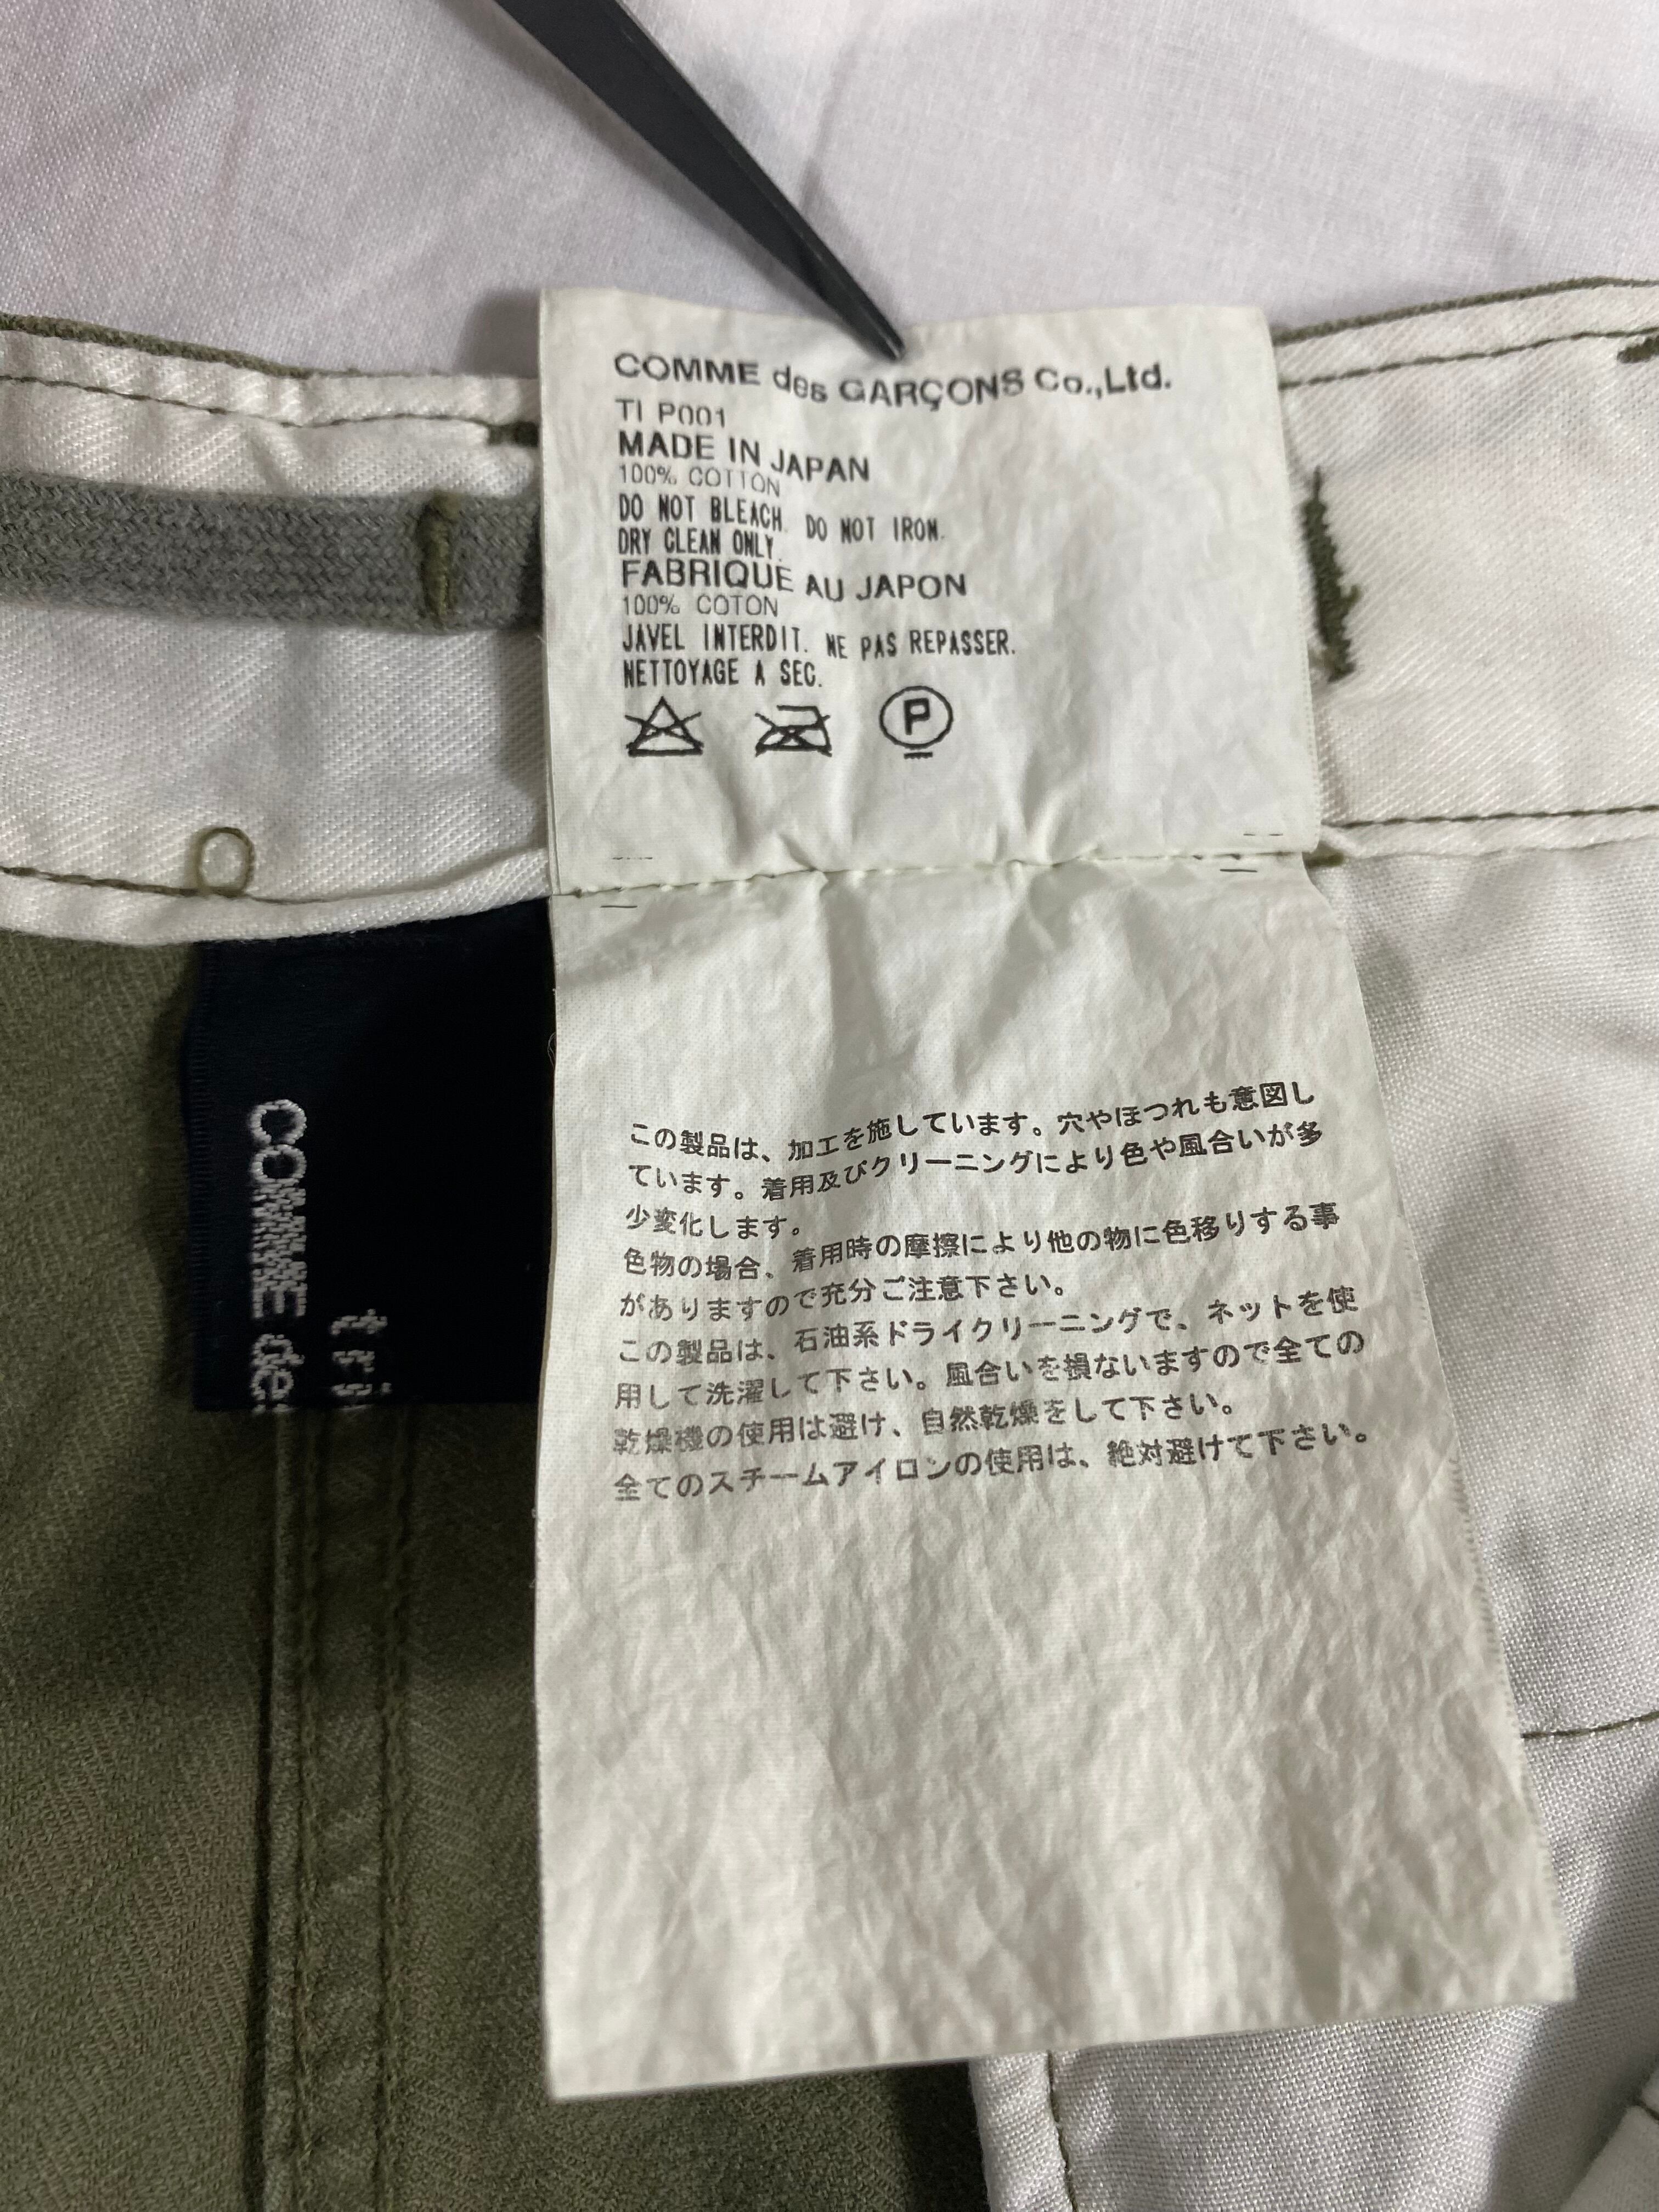 COMME des GARÇONS Co.,Ltd.
TI P001
MADE IN JAPAN
100% COTTON
DO NOT BLEACH. DO NOT IRON.
DRY CLEAN ONLY.
FABRIQUE AU JAPON
100% COTON
JAVEL INTERDIT. NE PAS REPASSER.
NETTOYAGE A SEC.
P
この製品は、加工を施しています。穴やほつれも意図し
ています。着用及びクリーニングにより色や風合いが多
少変化します。
色物の場合、着用時の摩擦により他の物に色移りする事
がありますので充分ご注意下さい。
この製品は、石油系ドライクリーニングで、ネットを使
用して洗濯して下さい。風合いを損ないますので全ての
乾燥機の使用は避け、自然乾燥をして下さい。
全てのスチームアイロンの使用は、絶対避けて下さい。
COMME de
tri